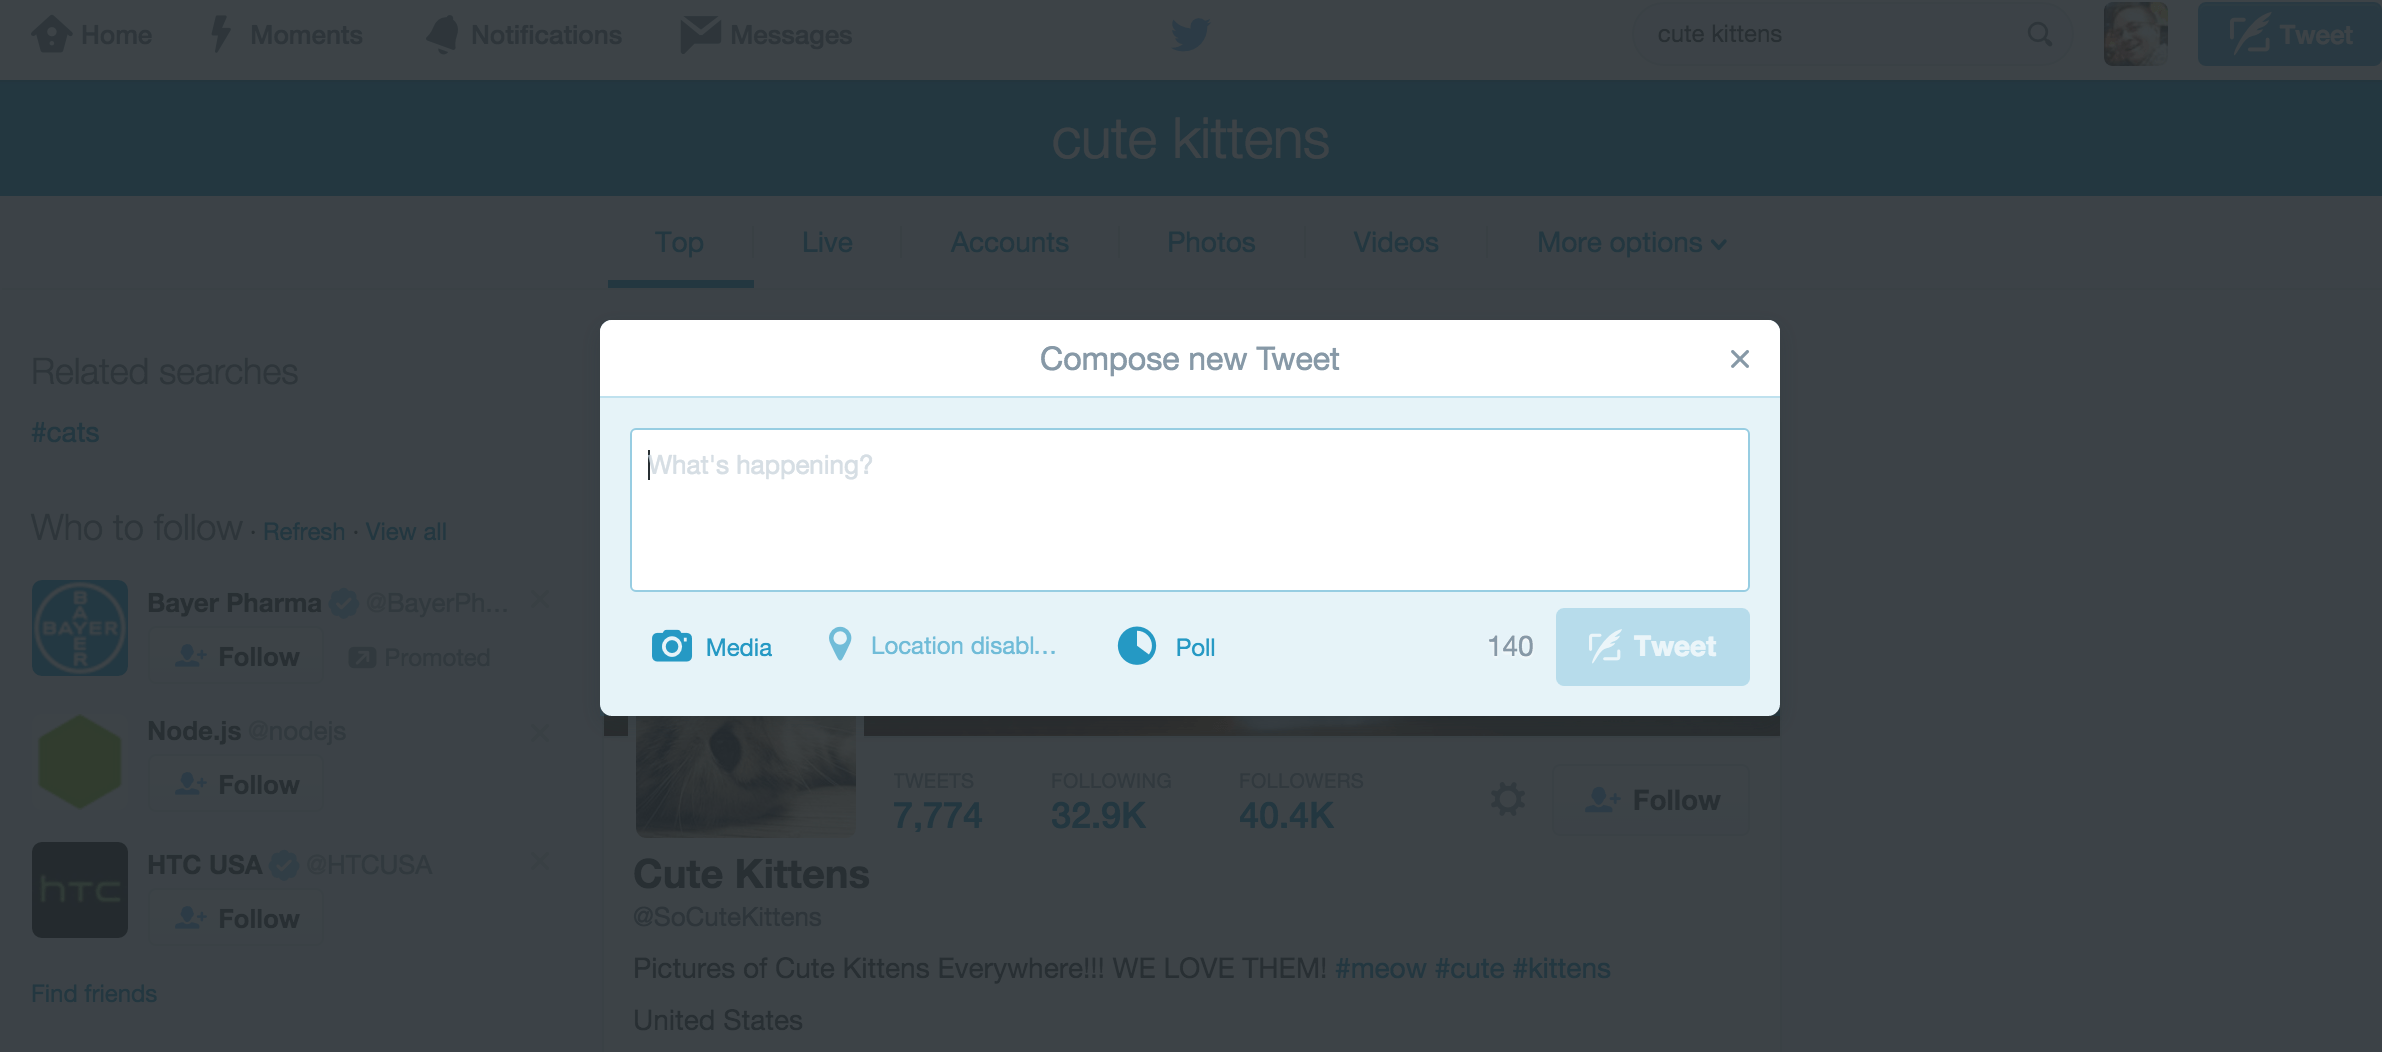 Home Moments Notifications Messages cute kittens Tweet
cute kittens
Top Live Accounts Photos Videos More options
Related searches
#cats
Who to follow · Refresh · View all
Bayer Pharma @BayerPh...
Follow Promoted
Node.js @nodejs
Follow
HTC USA @HTCUSA
Follow
Find friends
BAYER
BAYER
hTC
Compose new Tweet
What's happening?
Media Location disabl... Poll 140 Tweet
TWEETS FOLLOWING FOLLOWERS
7,774 32.9K 40.4K Follow
Cute Kittens
@SoCuteKittens
Pictures of Cute Kittens Everywhere!!! WE LOVE THEM! #meow #cute #kittens
United States